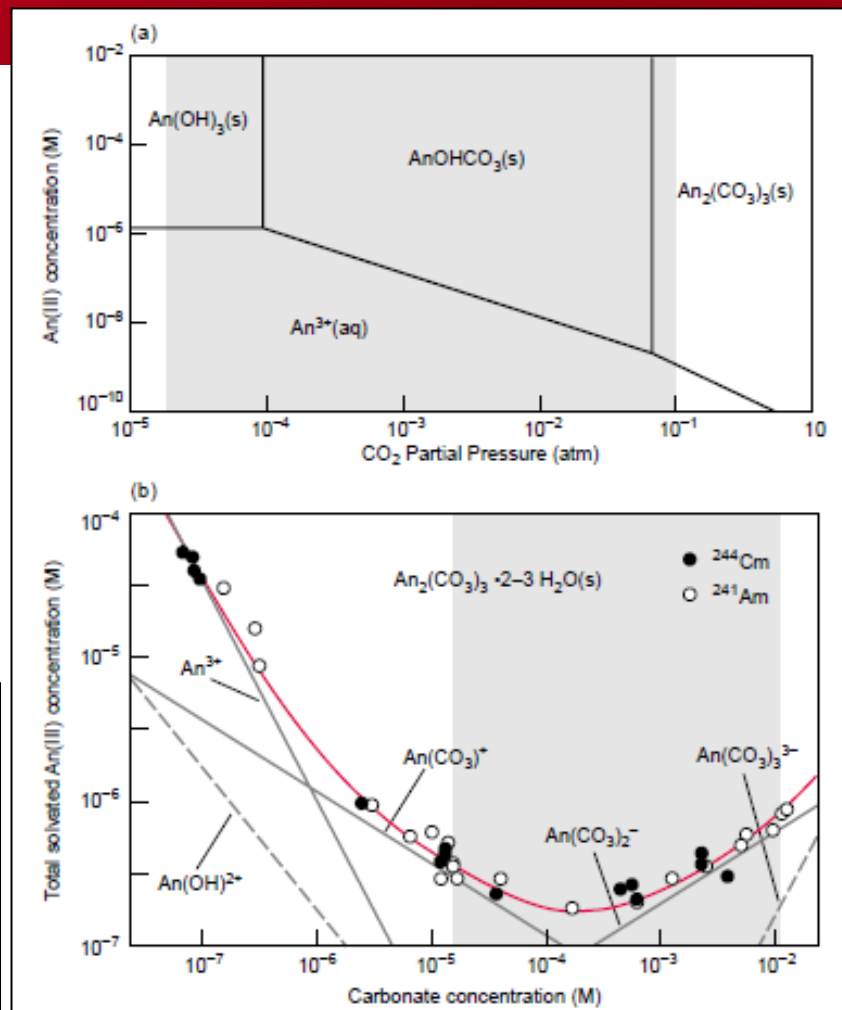 (a)
10⁻²
10⁻⁴
10⁻⁶
10⁻⁸
10⁻¹⁰
An(III) concentration (M)
An(OH)₃(s)
AnOHCO₃(s)
An₂(CO₃)₃(s)
An³⁺(aq)
10⁻⁵ 10⁻⁴ 10⁻³ 10⁻² 10⁻¹ 10
CO₂ Partial Pressure (atm)
(b)
10⁻⁴
10⁻⁵
10⁻⁶
10⁻⁷
Total solvated An(III) concentration (M)
An₂(CO₃)₃ •2–3 H₂O(s)
²⁴⁴Cm
²⁴¹Am
An³⁺
An(CO₃)⁺
An(CO₃)₃³⁻
An(OH)²⁺
An(CO₃)₂⁻
10⁻⁷ 10⁻⁶ 10⁻⁵ 10⁻⁴ 10⁻³ 10⁻²
Carbonate concentration (M)